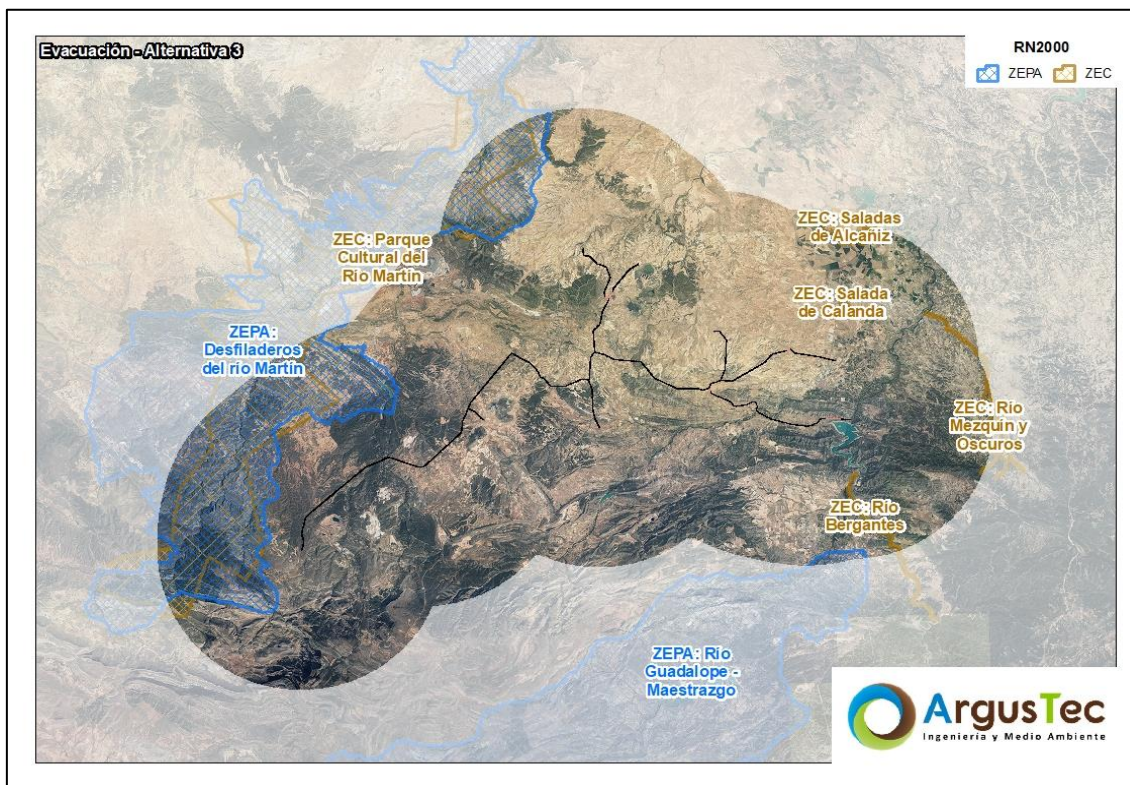 Evacuación - Alternativa 3
RN2000
ZEPA
ZEC
ZEC: Saladas
de Alcañiz
ZEC: Parque
Cultural del
Río Martín
ZEC: Salada
de Calanda
ZEPA:
Desfiladeros
del río Martín
ZEC: Río
Mezquín y
Oscuros
ZEC: Río
Bergantes
ZEPA: Río
Guadalope -
Maestrazgo
ArgusTec
Ingeniería y Medio Ambiente